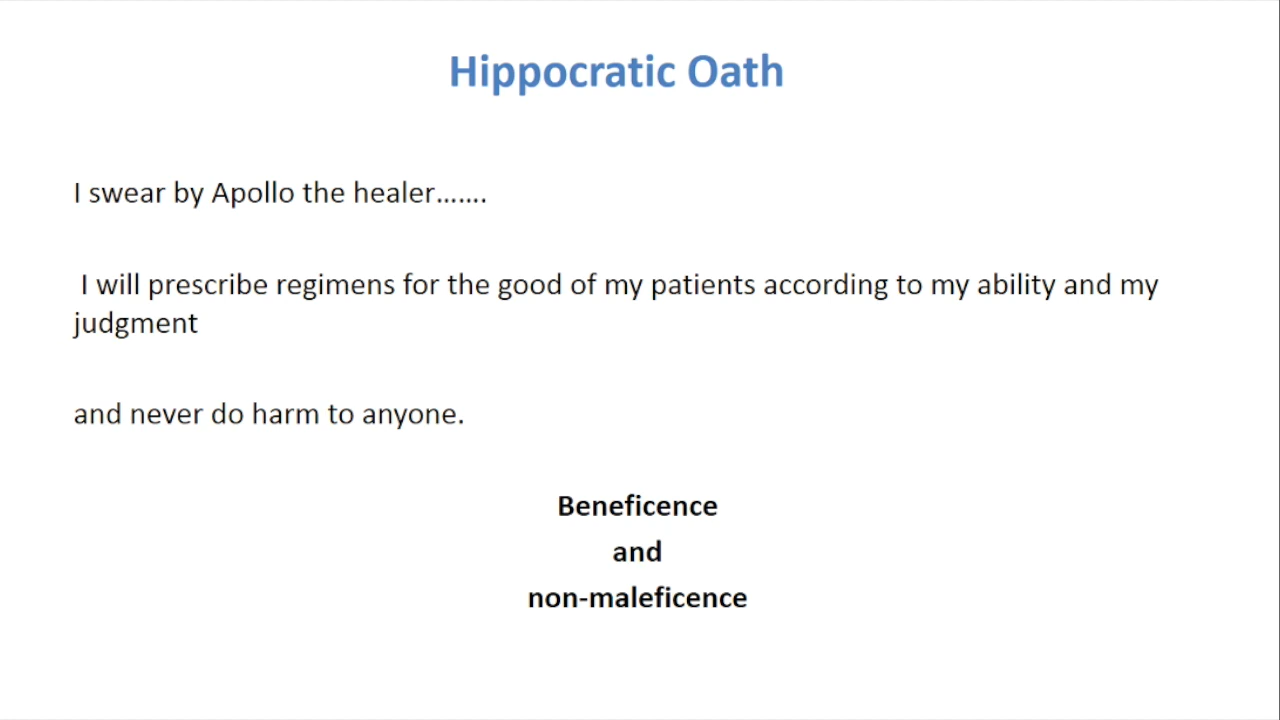 Hippocratic Oath
I swear by Apollo the healer.......
I will prescribe regimens for the good of my patients according to my ability and my
judgment
and never do harm to anyone.
Beneficence
and
non-maleficence